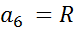 a₆ = R